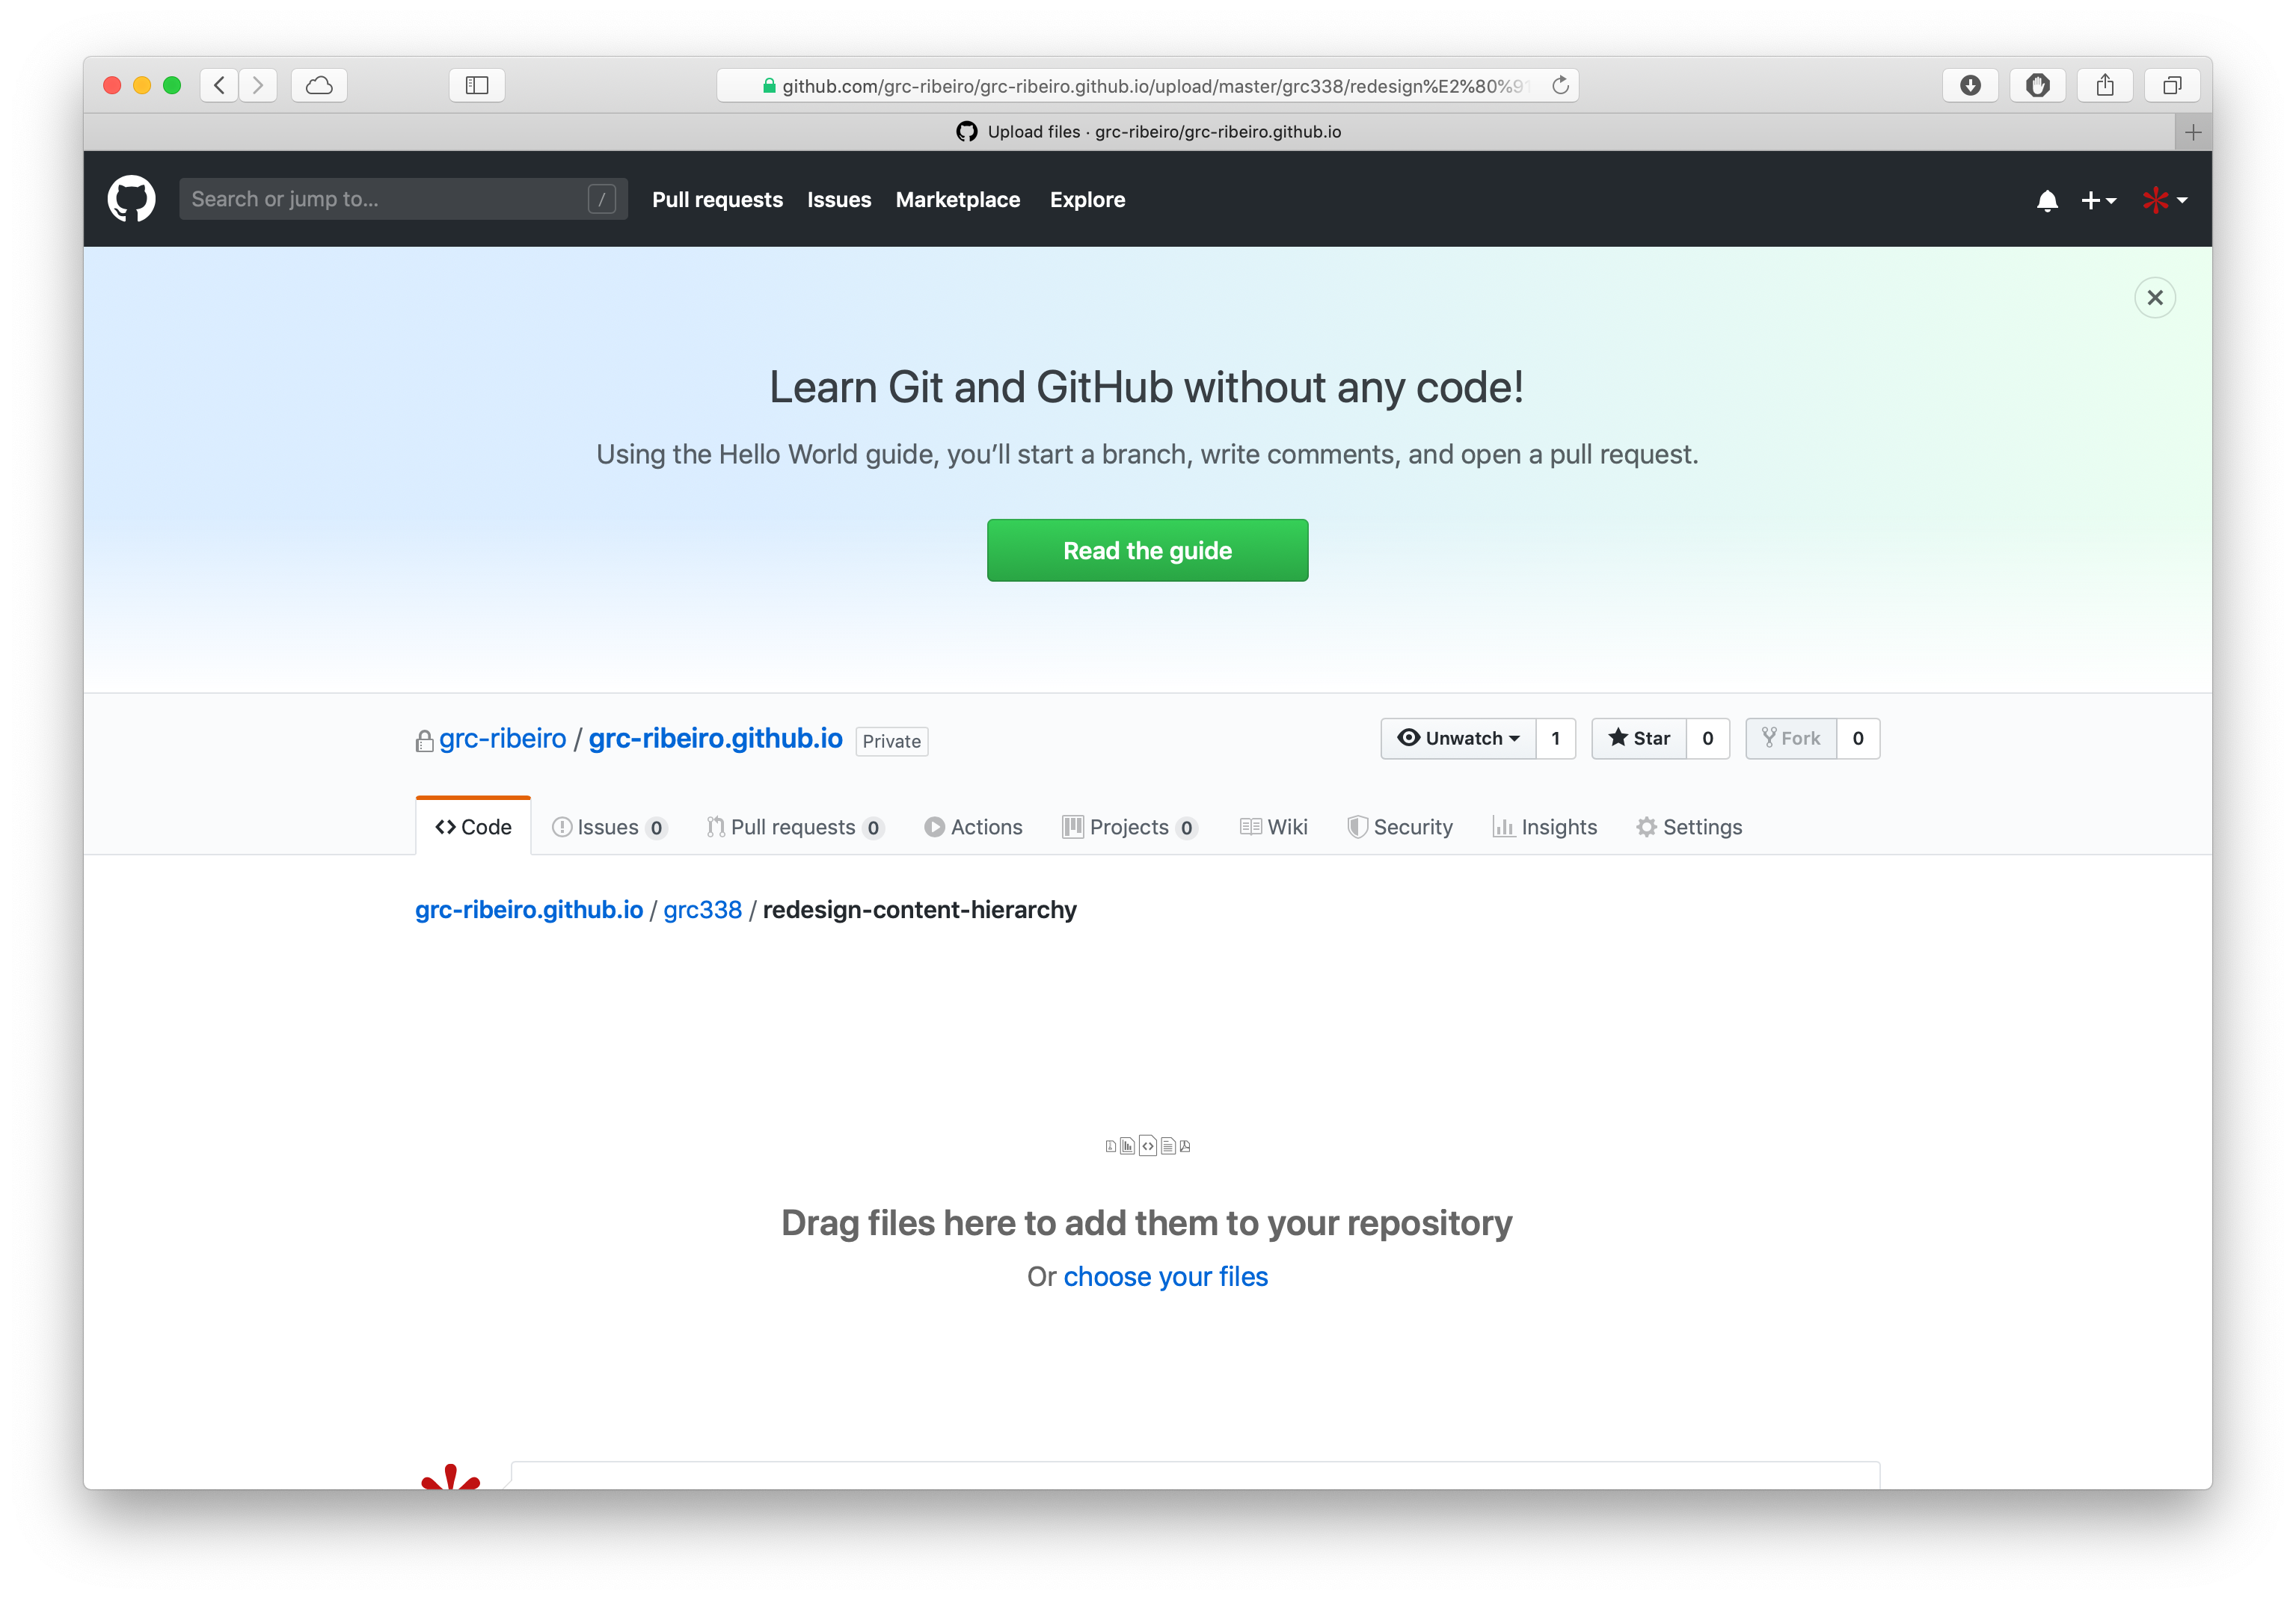 github.com/grc-ribeiro/grc-ribeiro.github.io/upload/master/grc338/redesign%E2%80%91
Upload files · grc-ribeiro/grc-ribeiro.github.io
Search or jump to... / Pull requests Issues Marketplace Explore
Learn Git and GitHub without any code!
Using the Hello World guide, you’ll start a branch, write comments, and open a pull request.
Read the guide
grc-ribeiro / grc-ribeiro.github.io Private Unwatch 1 Star 0 Fork 0
Code Issues 0 Pull requests 0 Actions Projects 0 Wiki Security Insights Settings
grc-ribeiro.github.io / grc338 / redesign‑content‑hierarchy
Drag files here to add them to your repository
Or choose your files